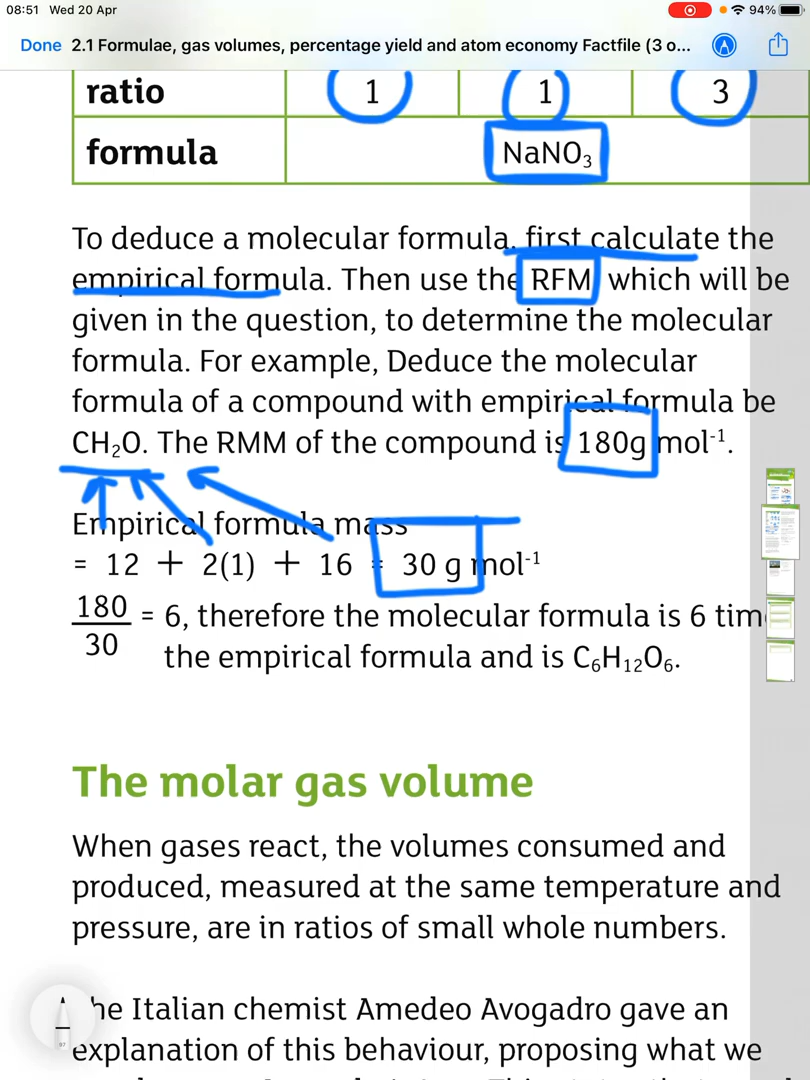 08:51 Wed 20 Apr 94%
Done 2.1 Formulae, gas volumes, percentage yield and atom economy Factfile (3 o...
ratio 1 1 3
formula NaNO₃
To deduce a molecular formula, first calculate the
empirical formula. Then use the RFM which will be
given in the question, to determine the molecular
formula. For example, Deduce the molecular
formula of a compound with empirical formula be
CH₂O. The RMM of the compound is 180g mol⁻¹.
Empirical formula mass
= 12 + 2(1) + 16 = 30 g mol⁻¹
180
= 6, therefore the molecular formula is 6 tim
30
the empirical formula and is C₆H₁₂O₆.
The molar gas volume
When gases react, the volumes consumed and
produced, measured at the same temperature and
pressure, are in ratios of small whole numbers.
he Italian chemist Amedeo Avogadro gave an
explanation of this behaviour, proposing what we